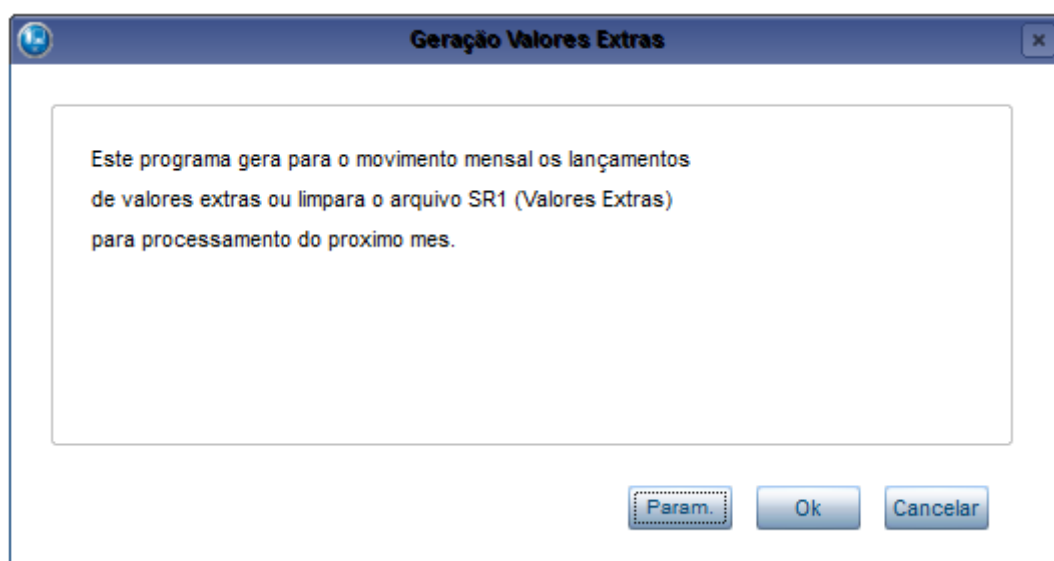 Geração Valores Extras
Este programa gera para o movimento mensal os lançamentos
de valores extras ou limpara o arquivo SR1 (Valores Extras)
para processamento do proximo mes.
Param.
Ok
Cancelar